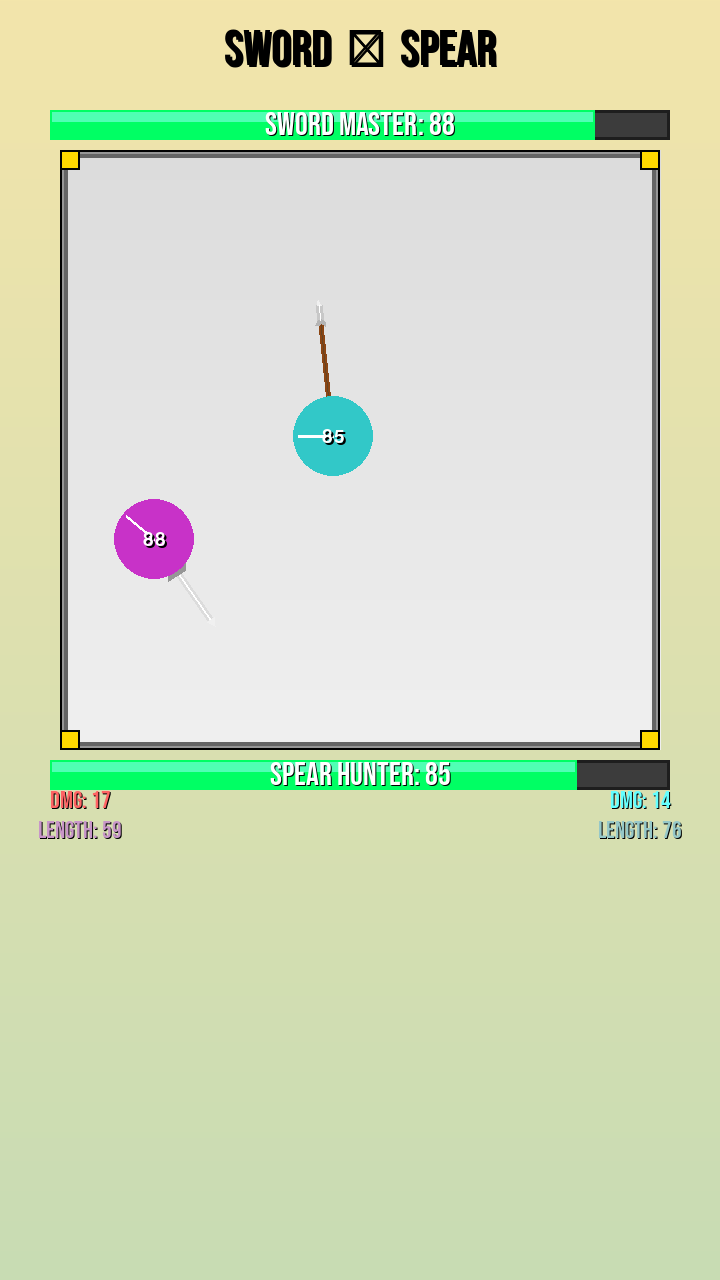 SWORD ☒ SPEAR
SWORD MASTER: 88
85
88
SPEAR HUNTER: 85
DMG: 17
DMG: 14
LENGTH: 59
LENGTH: 76